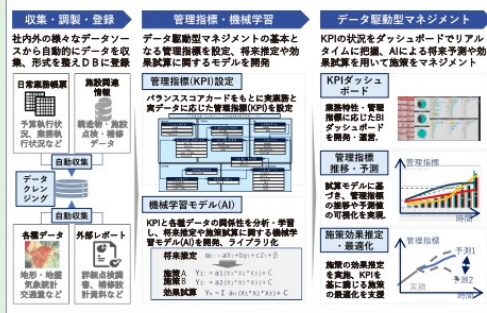 収集・調製・登録
社内外の様々なデータソー
スから自動的にデータを収
集、形式を整えDBに登録
日常業務帳票
予算執行状
況、業務執
行状況など
施設関連
情報
構造物・施設
点検・補修デ
ータ
自動収集
データ
クレン
ジング
自動収集
各種データ
地形・地盤
気象統計
交通量など
外部レポート
詳細点検調
書、補修設
計資料など
管理指標・機械学習
データ駆動型マネジメントの基本と
なる管理指標を設定、将来推定や効
果試算に関するモデルを開発
管理指標(KPI)設定
バランススコアカードをもとに実業務と
実データに応じた管理指標(KPI)を設定
機械学習モデル(AI)
KPIと各種データの関係性を分析・学習
し、将来推定や施策試算に関する機械学
習モデル(AI)を開発、ライブラリ化
将来推定
施策A
施策B
効果試算
データ駆動型マネジメント
KPIの状況をダッシュボードでリアル
タイムに把握、AIによる将来予測や効
果試算を用いて施策をマネジメント
KPIダッシュ
ボード
業務特性・管理
指標に応じたBI
ダッシュボード
を開発・運営.
管理指標
推移・予測
試算モデルに基
づき、管理指標
の推移や予測値
の可視化を実現.
管理指標
時間
施策効果推定
・最適化
施策の効果推定
を実施、KPIを
基に講じる施策
の最適化を支援
管理指標
予測1
予測2
実績
時間